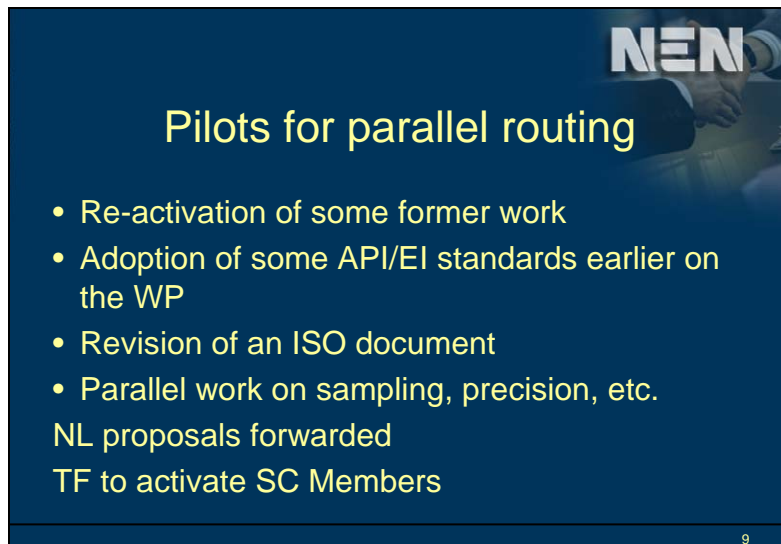 NEN
Pilots for parallel routing
• Re-activation of some former work
• Adoption of some API/EI standards earlier on
the WP
• Revision of an ISO document
• Parallel work on sampling, precision, etc.
NL proposals forwarded
TF to activate SC Members
9